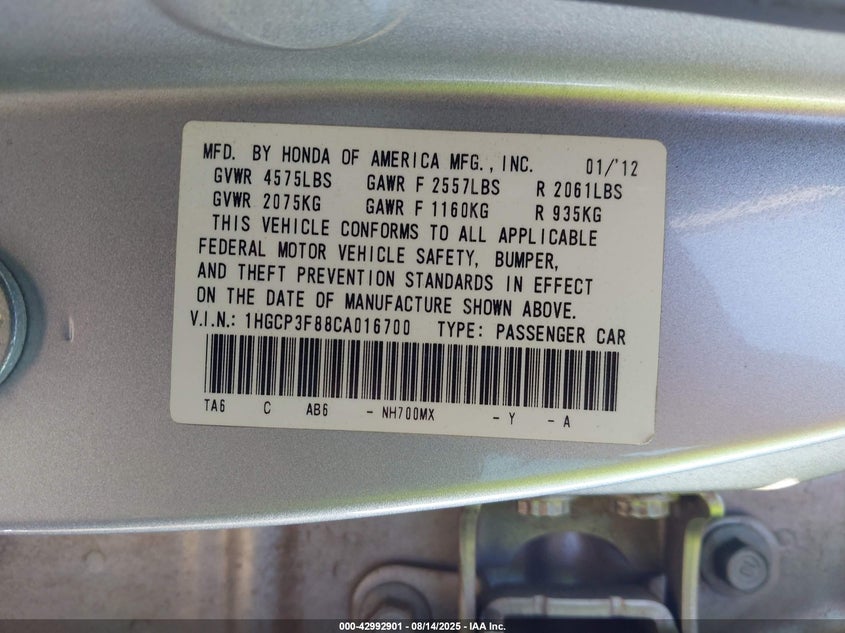 MFD. BY HONDA OF AMERICA MFG., INC. 01/'12
GVWR 4575LBS GAWR F 2557LBS R 2061LBS
GVWR 2075KG GAWR F 1160KG R 935KG
THIS VEHICLE CONFORMS TO ALL APPLICABLE
FEDERAL MOTOR VEHICLE SAFETY, BUMPER,
AND THEFT PREVENTION STANDARDS IN EFFECT
ON THE DATE OF MANUFACTURE SHOWN ABOVE.
V.I.N.: 1HGCP3F88CA016700 TYPE: PASSENGER CAR
TA6 C AB6 - NH700MX - Y - A
000-42992901 - 08/14/2025 - IAA Inc.